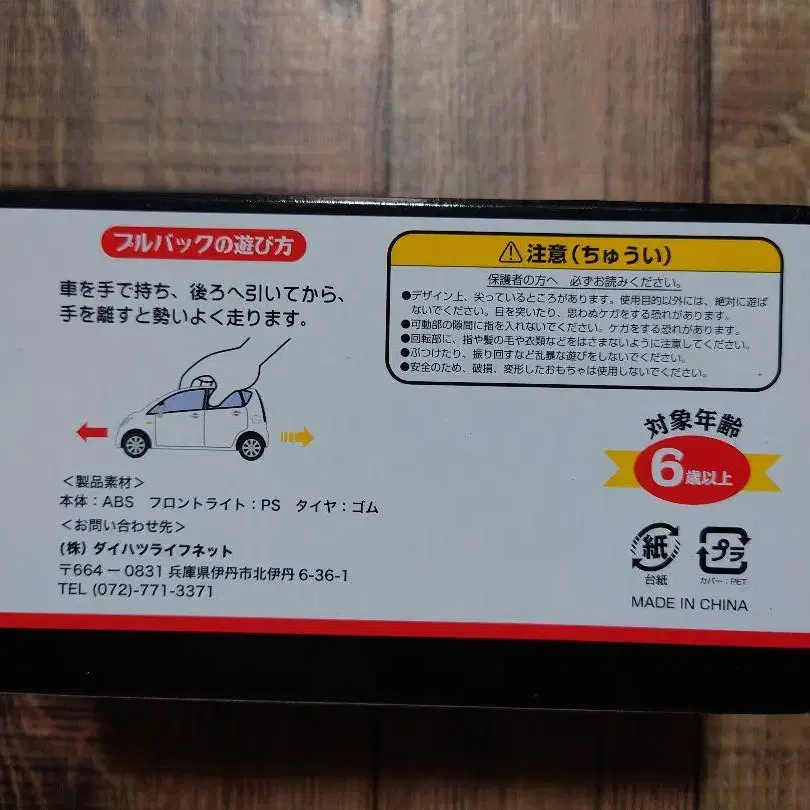 プルバックの遊び方
車を手で持ち、後ろへ引いてから、
手を離すと勢いよく走ります。
<製品素材>
本体：ABS フロントライト：PS タイヤ：ゴム
<お問い合わせ先>
(株) ダイハツライフネット
〒664－0831 兵庫県伊丹市北伊丹 6-36-1
TEL (072)-771-3371
注意(ちゅうい)
保護者の方へ 必ずお読みください。
●デザイン上、尖っているところがあります。使用目的以外には、絶対に遊ば
ないでください。目を突いたり、思わぬケガをする恐れがあります。
●可動部の隙間に指を入れないでください。ケガをする恐れがあります。
●回転部に、指や髪の毛や衣類などをはさまないように注意してください。
●ぶつけたり、振り回すなど乱暴な遊びをしないでください。
●安全のため、破損、変形したおもちゃは使用しないでください。
対象年齢
6歳以上
紙
台紙
プラ
カバー：PET
MADE IN CHINA